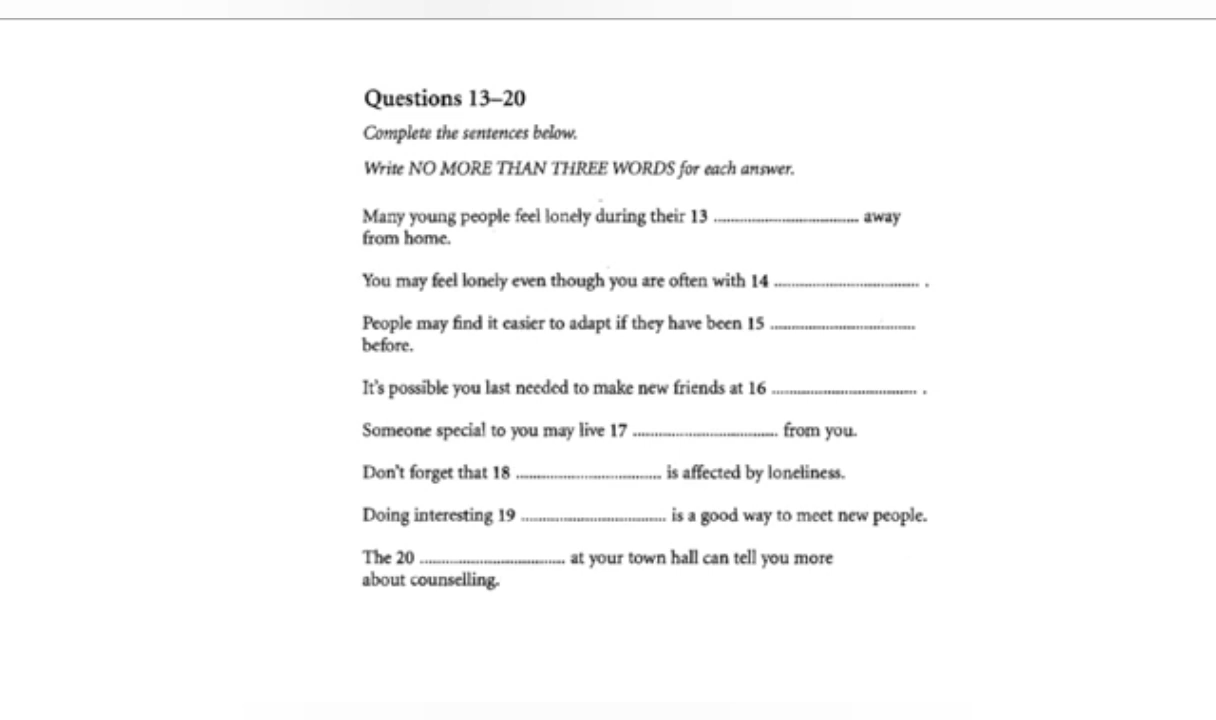 Questions 13–20
Complete the sentences below.
Write NO MORE THAN THREE WORDS for each answer.
Many young people feel lonely during their 13 .................................... away
from home.
You may feel lonely even though you are often with 14 .................................... .
People may find it easier to adapt if they have been 15 ....................................
before.
It's possible you last needed to make new friends at 16 .................................... .
Someone special to you may live 17 .................................... from you.
Don't forget that 18 .................................... is affected by loneliness.
Doing interesting 19 .................................... is a good way to meet new people.
The 20 .................................... at your town hall can tell you more
about counselling.